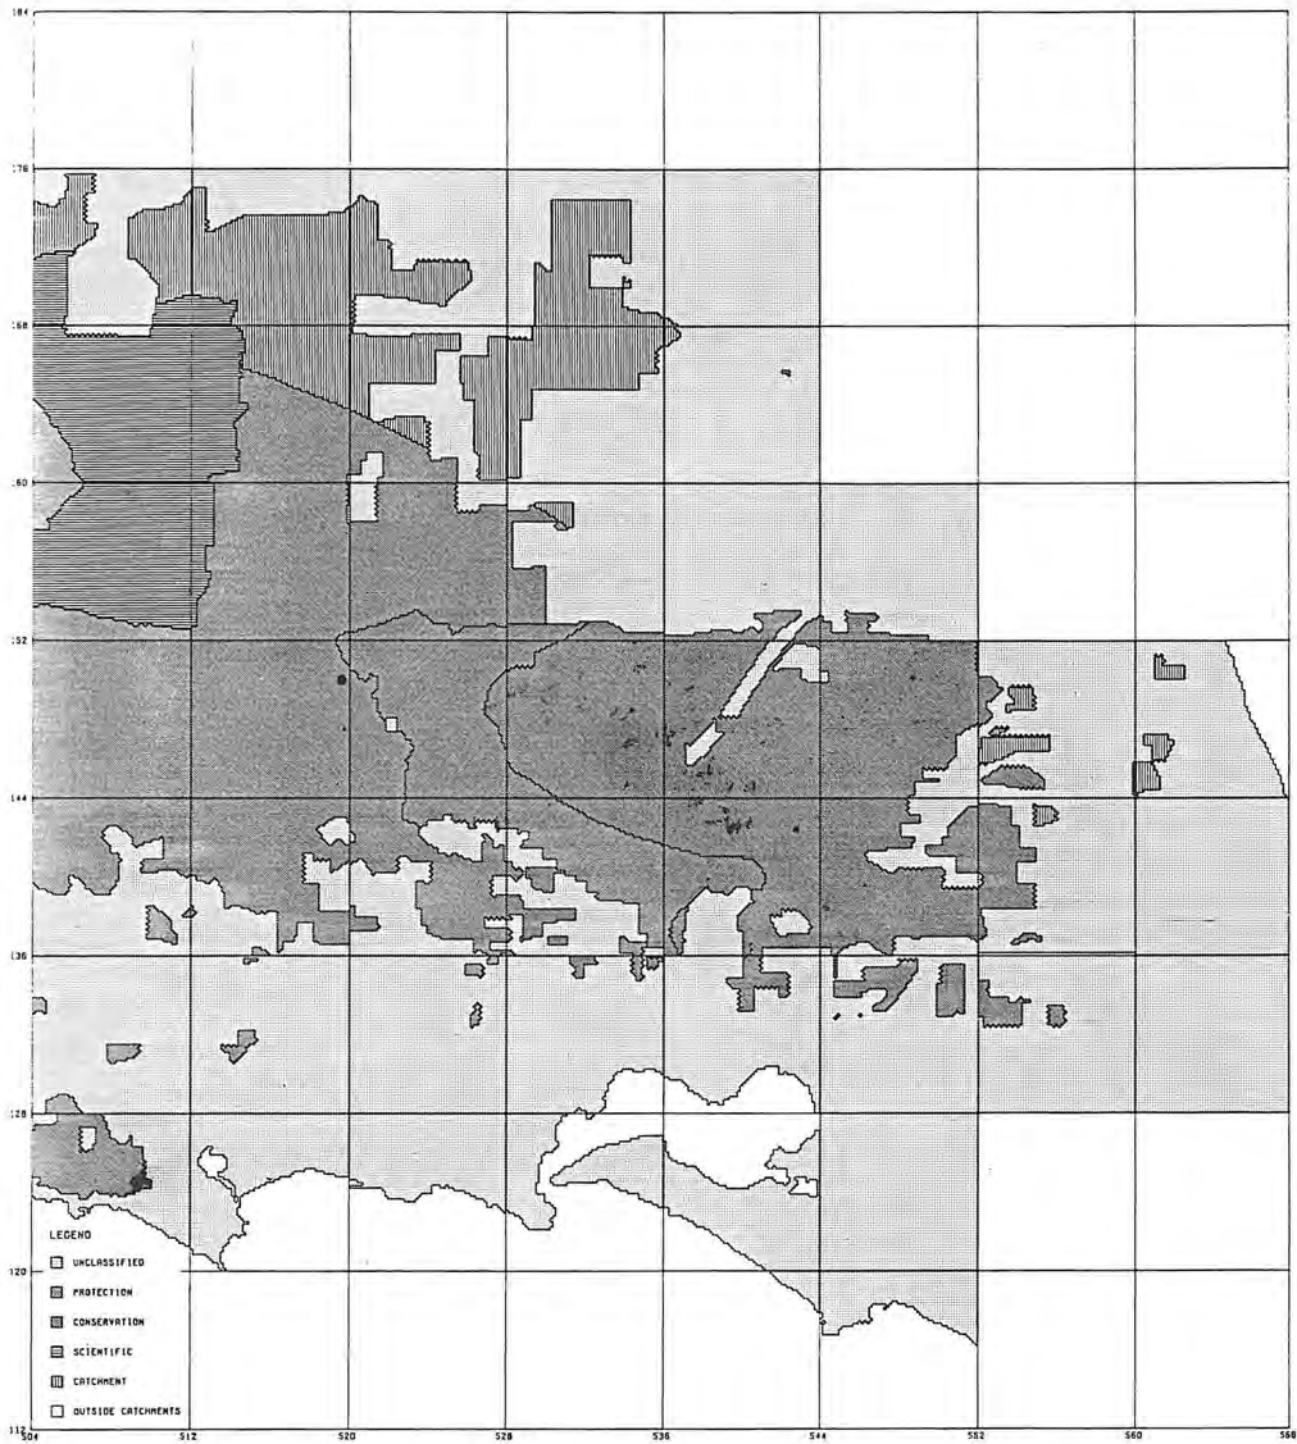 184
176
168
160
152
144
136
128
120
112
LEGEND
UNCLASSIFIED
PROTECTION
CONSERVATION
SCIENTIFIC
CATCHMENT
OUTSIDE CATCHMENTS
504 512 520 528 536 544 552 560 568